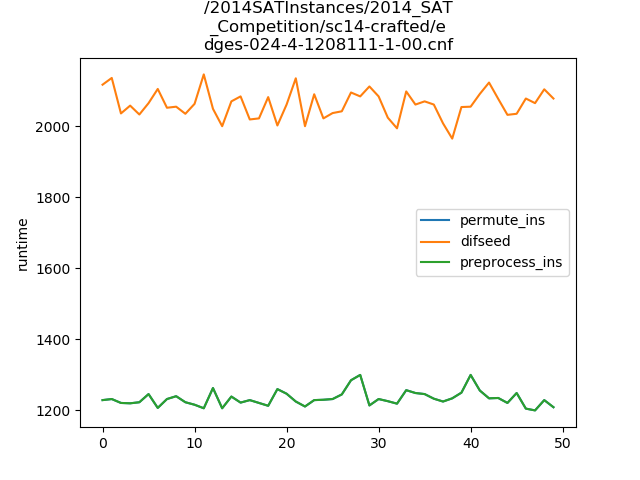 /2014SATInstances/2014_SAT
_Competition/sc14-crafted/e
dges-024-4-1208111-1-00.cnf
2000
1800
1600
1400
1200
runtime
permute_ins
difseed
preprocess_ins
0 10 20 30 40 50